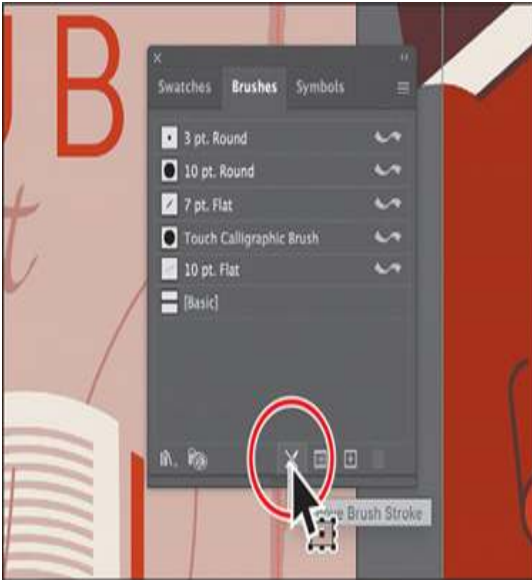 UB
Swatches Brushes Symbols
3 pt. Round
10 pt. Round
7 pt. Flat
Touch Calligraphic Brush
10 pt. Flat
[Basic]
Brush Stroke